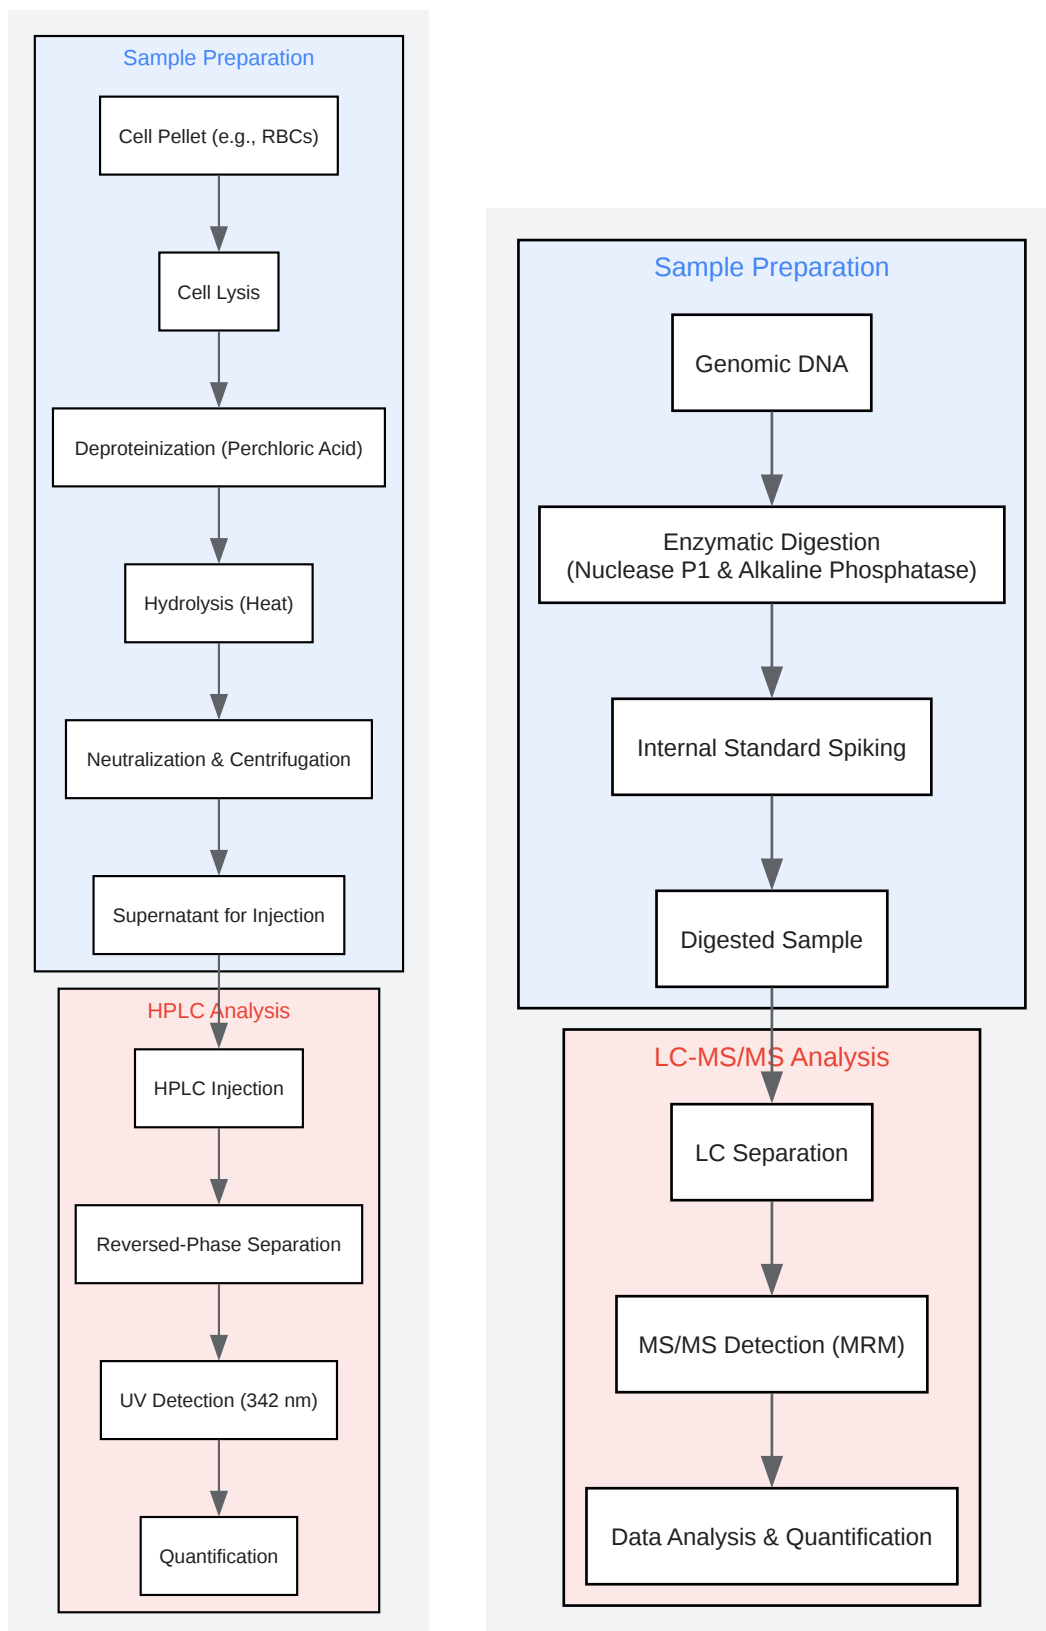 Sample Preparation
Cell Pellet (e.g., RBCs)
Cell Lysis
Deproteinization (Perchloric Acid)
Hydrolysis (Heat)
Neutralization & Centrifugation
Supernatant for Injection
HPLC Analysis
HPLC Injection
Reversed-Phase Separation
UV Detection (342 nm)
Quantification
Sample Preparation
Genomic DNA
Enzymatic Digestion
(Nuclease P1 & Alkaline Phosphatase)
Internal Standard Spiking
Digested Sample
LC-MS/MS Analysis
LC Separation
MS/MS Detection (MRM)
Data Analysis & Quantification